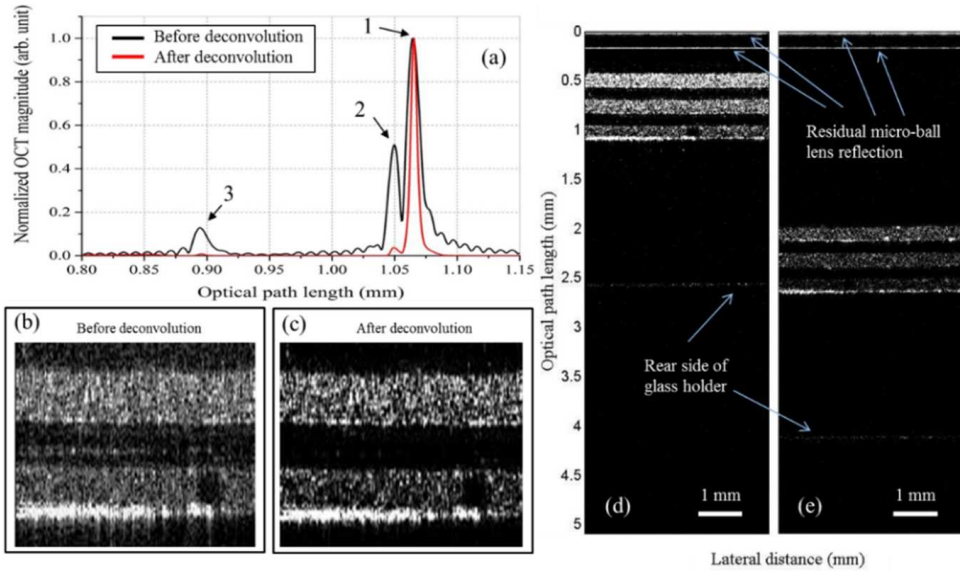 Normalized OCT magnitude (arb. unit)
1.0
0.8
0.6
0.4
0.2
0.0
Before deconvolution
After deconvolution
1
2
3
(a)
0.80
0.85
0.90
0.95
1.00
1.05
1.10
1.15
Optical path length (mm)
(b)
Before deconvolution
(c)
After deconvolution
Optical path length (mm)
0
0.5
1
1.5
2
2.5
3
3.5
4
4.5
5
Residual micro-ball
lens reflection
Rear side of
glass holder
(d)
1 mm
(e)
1 mm
Lateral distance (mm)